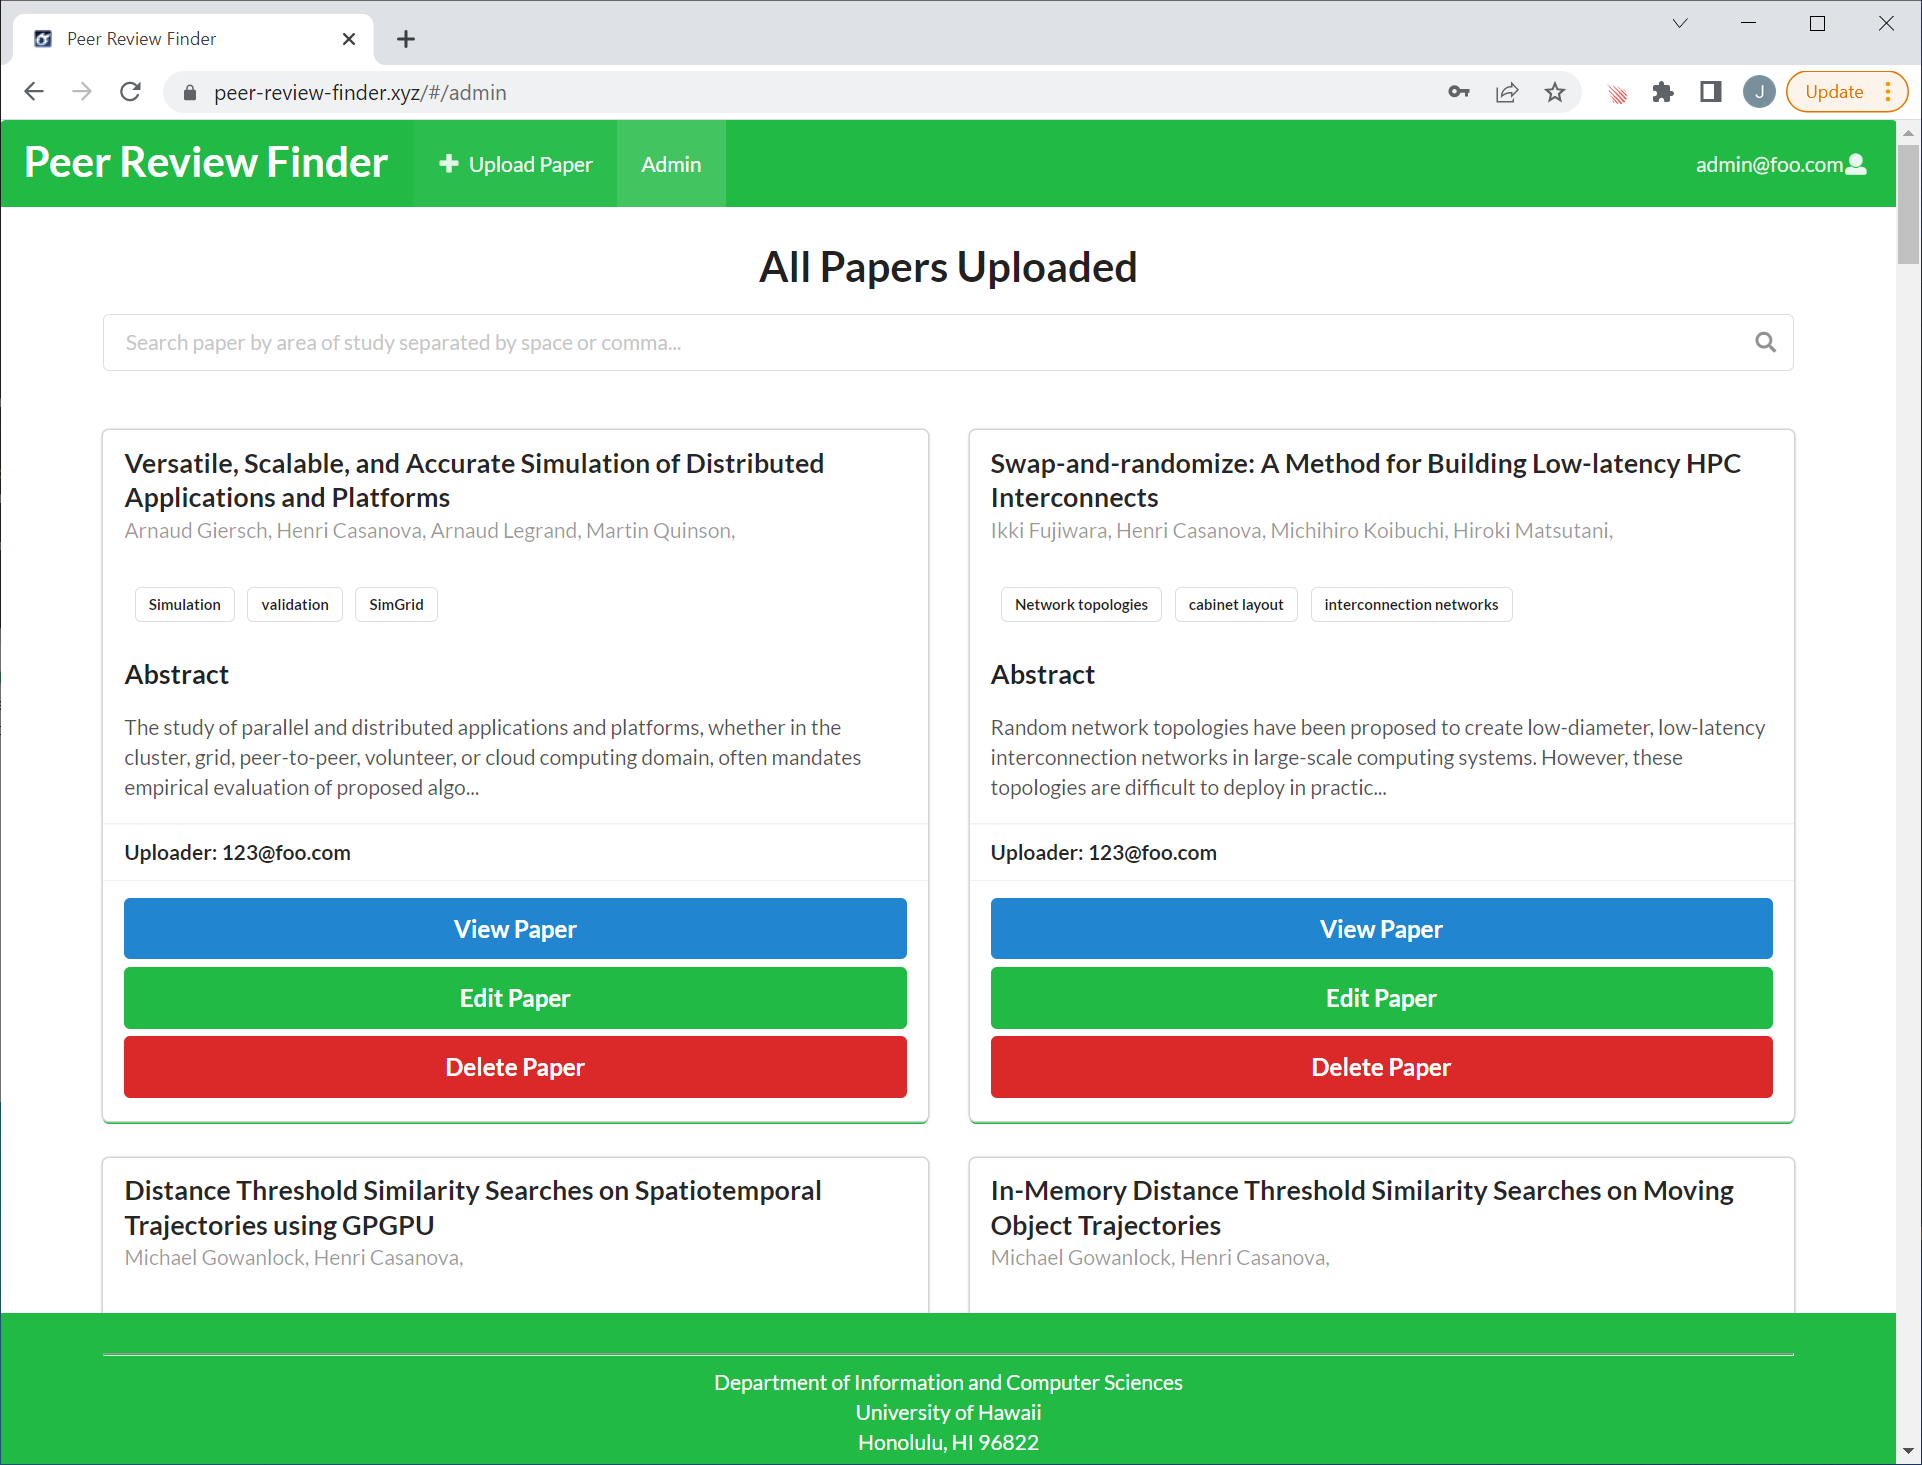 Peer Review Finder
peer-review-finder.xyz/#/admin
J
Update
Peer Review Finder
Upload Paper
Admin
admin@foo.com
All Papers Uploaded
Search paper by area of study separated by space or comma...
Versatile, Scalable, and Accurate Simulation of Distributed
Applications and Platforms
Arnaud Giersch, Henri Casanova, Arnaud Legrand, Martin Quinson,
Simulation
validation
SimGrid
Abstract
The study of parallel and distributed applications and platforms, whether in the
cluster, grid, peer-to-peer, volunteer, or cloud computing domain, often mandates
empirical evaluation of proposed algo...
Uploader: 123@foo.com
View Paper
Edit Paper
Delete Paper
Swap-and-randomize: A Method for Building Low-latency HPC
Interconnects
Ikki Fujiwara, Henri Casanova, Michihiro Koibuchi, Hiroki Matsutani,
Network topologies
cabinet layout
interconnection networks
Abstract
Random network topologies have been proposed to create low-diameter, low-latency
interconnection networks in large-scale computing systems. However, these
topologies are difficult to deploy in practic...
Uploader: 123@foo.com
View Paper
Edit Paper
Delete Paper
Distance Threshold Similarity Searches on Spatiotemporal
Trajectories using GPGPU
Michael Gowanlock, Henri Casanova,
In-Memory Distance Threshold Similarity Searches on Moving
Object Trajectories
Michael Gowanlock, Henri Casanova,
Department of Information and Computer Sciences
University of Hawaii
Honolulu, HI 96822